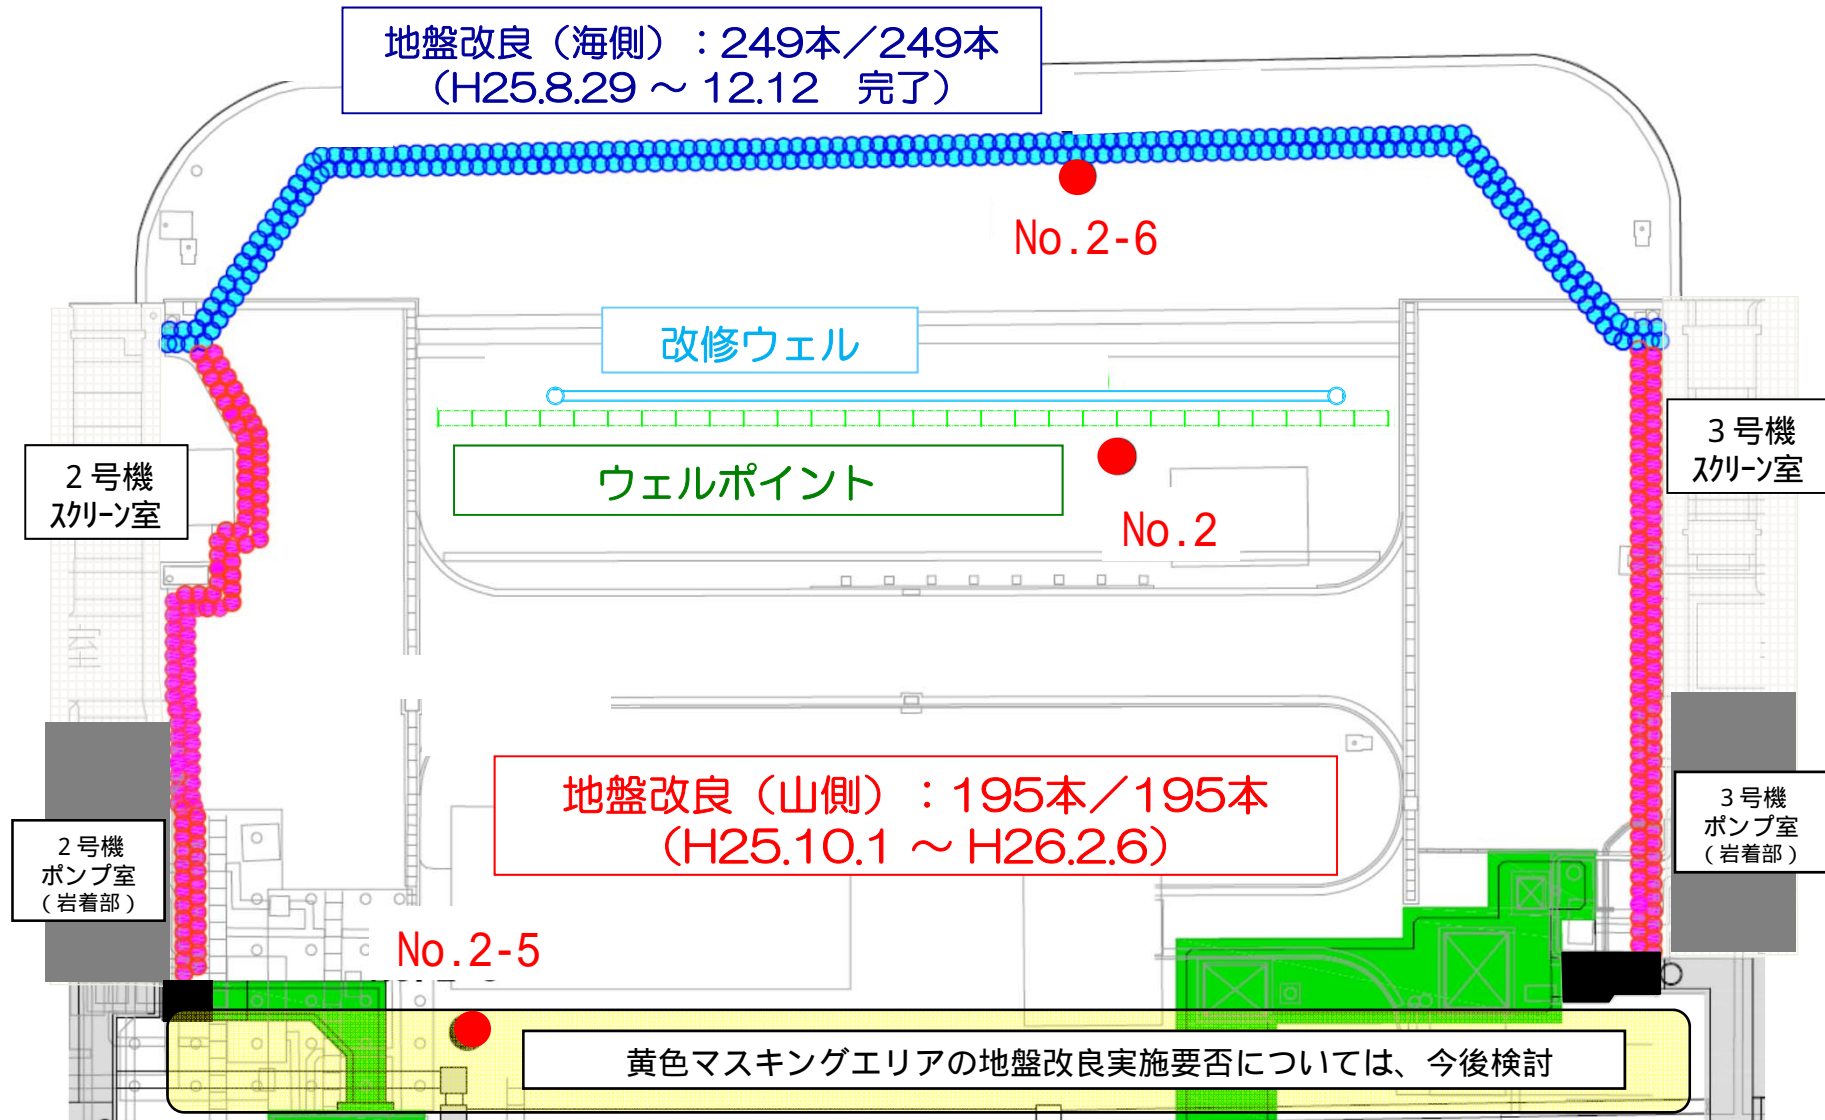 地盤改良（海側）：249本／249本
（H25.8.29 ～ 12.12　完了）
No.2-6
改修ウェル
ウェルポイント
No.2
２号機
ｽｸﾘｰﾝ室
３号機
ｽｸﾘｰﾝ室
地盤改良（山側）：195本／195本
（H25.10.1 ～ H26.2.6）
２号機
ポンプ室
（岩着部）
３号機
ポンプ室
（岩着部）
No.2-5
黄色マスキングエリアの地盤改良実施要否については、今後検討